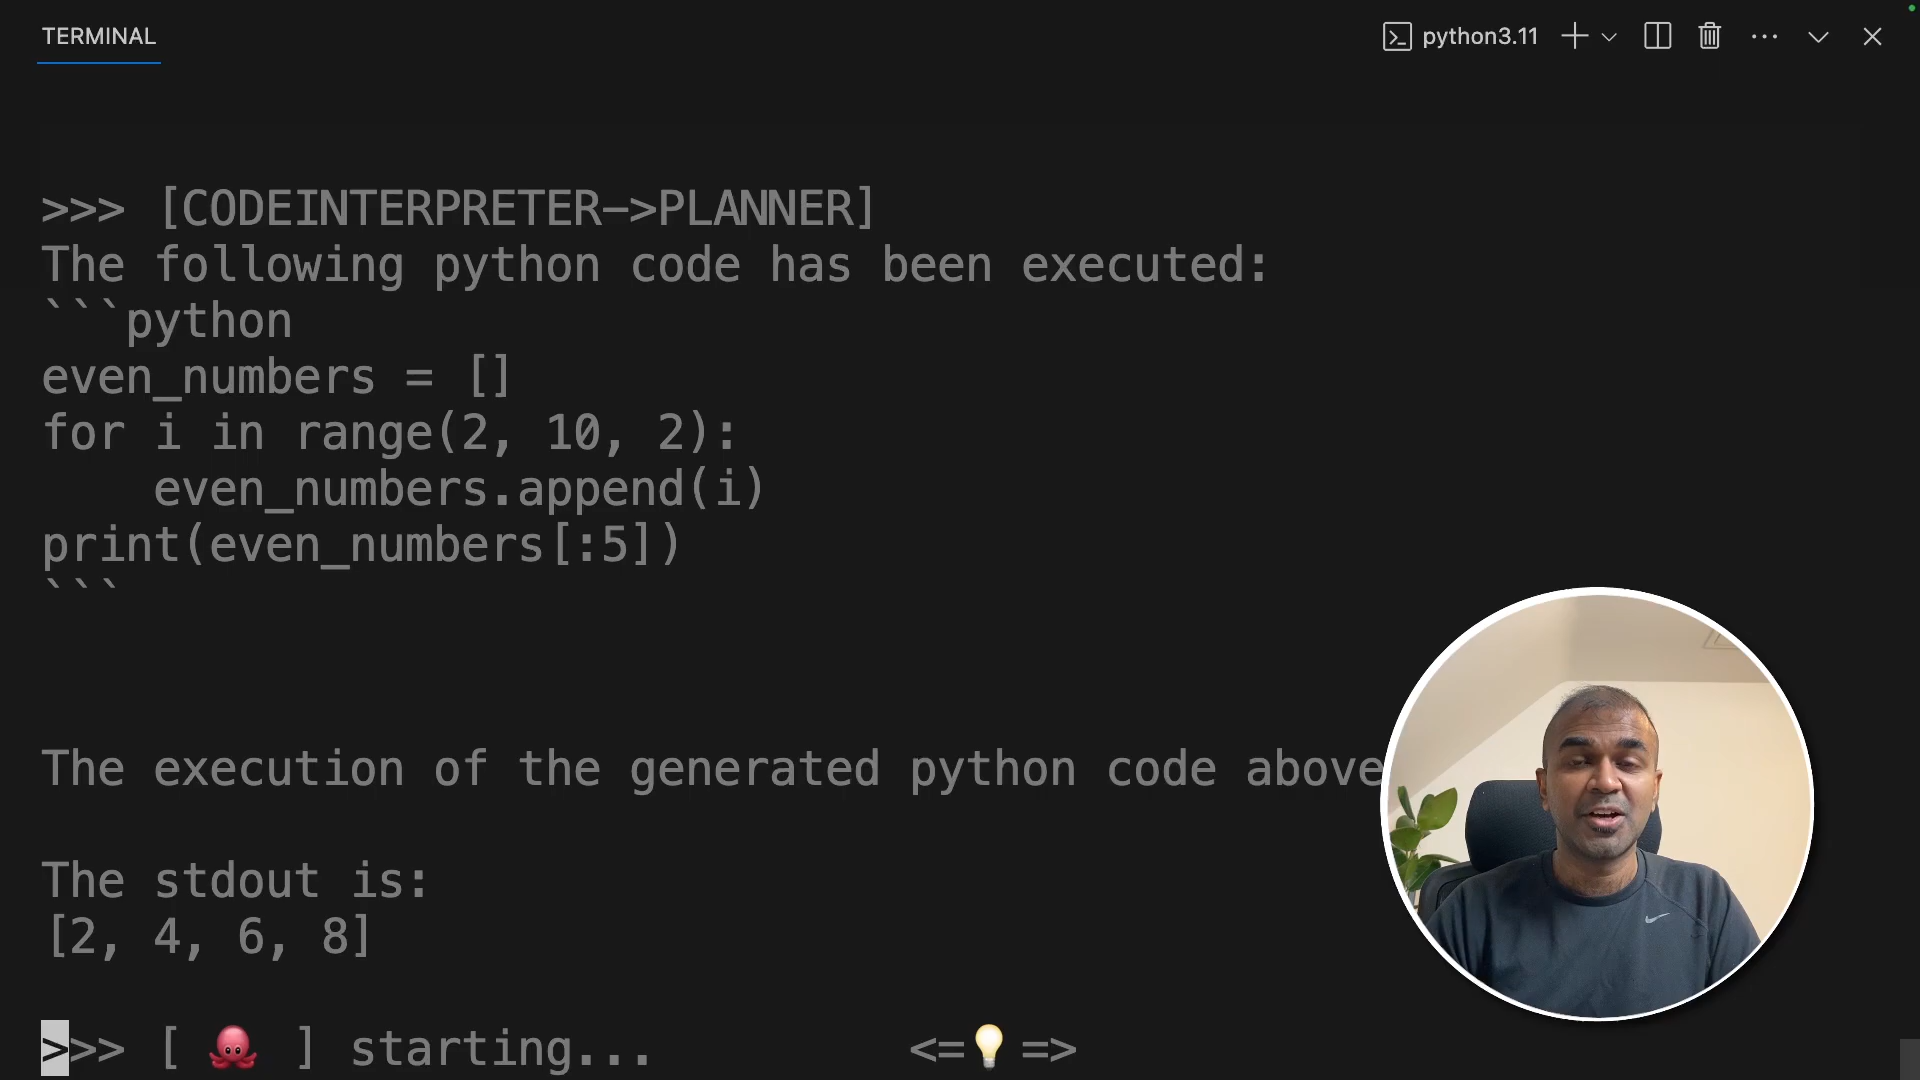 TERMINAL
python3.11
>>> [CODEINTERPRETER->PLANNER]
The following python code has been executed:
```python
even_numbers = []
for i in range(2, 10, 2):
    even_numbers.append(i)
print(even_numbers[:5])
```
The execution of the generated python code above
The stdout is:
[2, 4, 6, 8]
>>> [ 🐙 ] starting... <=💡=>